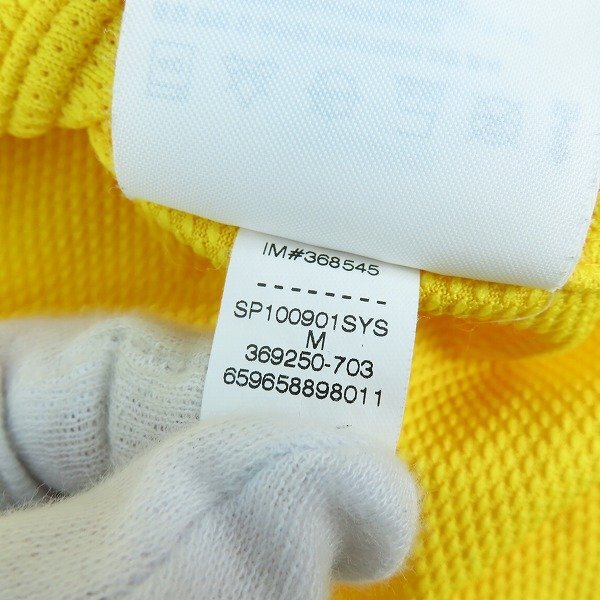 IM#368545
--------
SP100901SYS
M
369250-703
659658898011